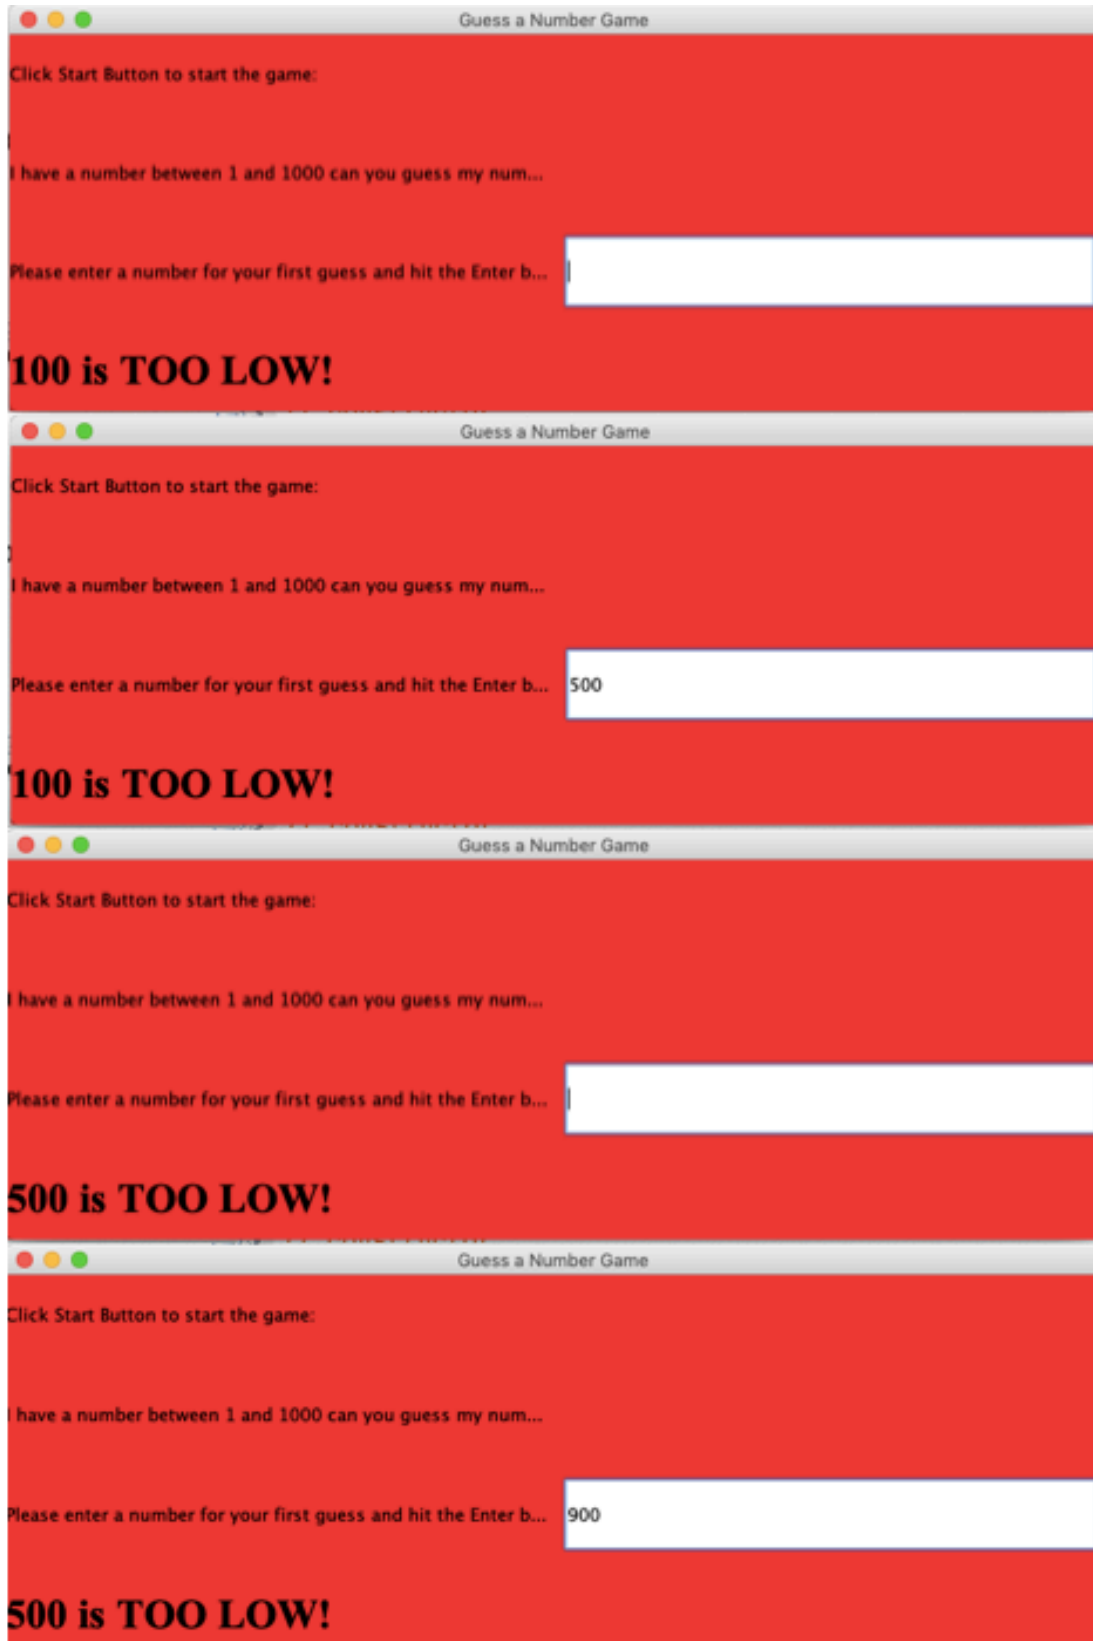 Guess a Number Game
Click Start Button to start the game:
I have a number between 1 and 1000 can you guess my num...
Please enter a number for your first guess and hit the Enter b...
100 is TOO LOW!
Guess a Number Game
Click Start Button to start the game:
I have a number between 1 and 1000 can you guess my num...
Please enter a number for your first guess and hit the Enter b... 500
100 is TOO LOW!
Guess a Number Game
Click Start Button to start the game:
I have a number between 1 and 1000 can you guess my num...
Please enter a number for your first guess and hit the Enter b...
500 is TOO LOW!
Guess a Number Game
Click Start Button to start the game:
I have a number between 1 and 1000 can you guess my num...
Please enter a number for your first guess and hit the Enter b... 900
500 is TOO LOW!